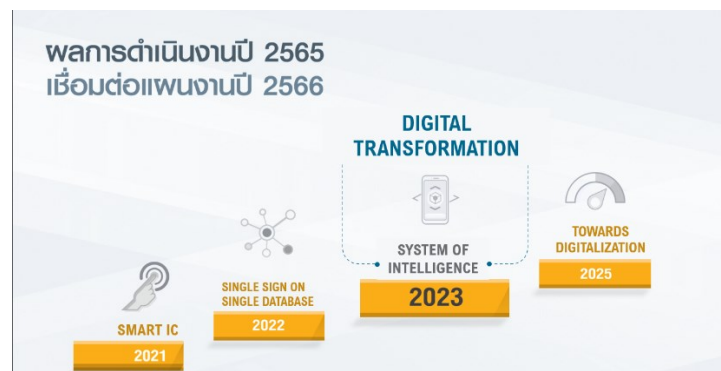 ผลการดำเนินงานปี 2565
เชื่อมต่อแผนงานปี 2566
DIGITAL
TRANSFORMATION
SYSTEM OF
INTELLIGENCE
2023
TOWARDS
DIGITALIZATION
2025
SINGLE SIGN ON
SINGLE DATABASE
2022
SMART IC
2021